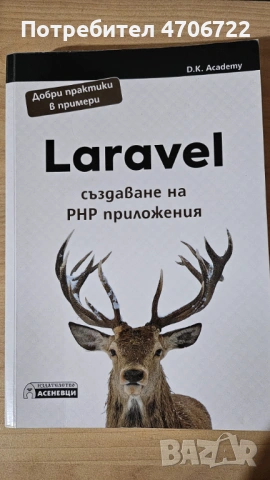 Потребител 4706722
D.K. Academy
Добри практики
в примери
Laravel
създаване на
PHP приложения
ИЗДАТЕЛСТВО
АСЕНЕВЦИ
BAZAR